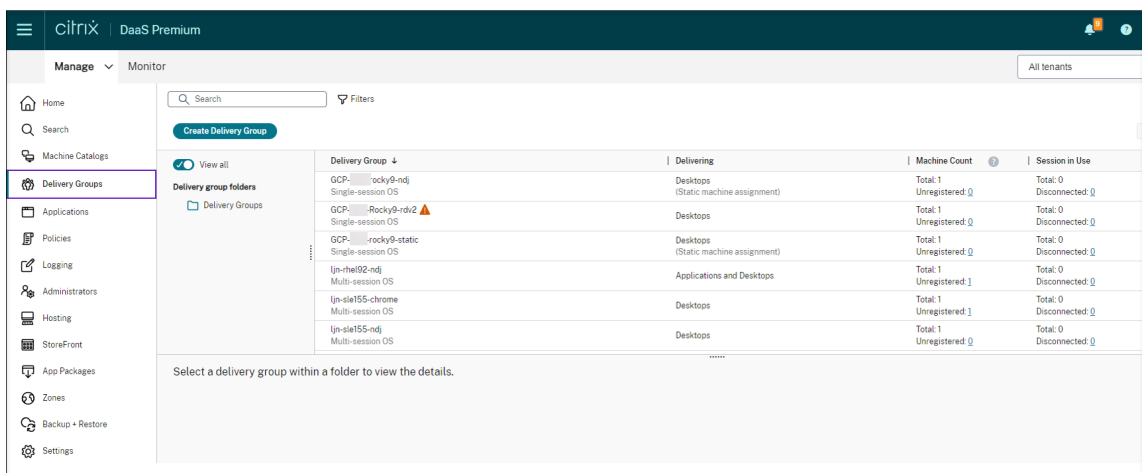 citrix | DaaS Premium
9
?
Manage Monitor
All tenants
Home
Search
Machine Catalogs
Delivery Groups
Applications
Policies
Logging
Administrators
Hosting
StoreFront
App Packages
Zones
Backup + Restore
Settings
Search Filters
Create Delivery Group
View all
Delivery group folders
Delivery Groups
Delivery Group ↓ | Delivering | Machine Count ? | Session in Use
GCP- rocky9-ndj Desktops Total: 1 Total: 0
Single-session OS (Static machine assignment) Unregistered: 0 Disconnected: 0
GCP- -Rocky9-rdv2 Desktops Total: 1 Total: 0
Single-session OS Unregistered: 0 Disconnected: 0
GCP- -rocky9-static Desktops Total: 1 Total: 0
Single-session OS (Static machine assignment) Unregistered: 0 Disconnected: 0
ljn-rhel92-ndj Applications and Desktops Total: 1 Total: 0
Multi-session OS Unregistered: 1 Disconnected: 0
ljn-sle155-chrome Desktops Total: 1 Total: 0
Multi-session OS Unregistered: 1 Disconnected: 0
ljn-sle155-ndj Desktops Total: 1 Total: 0
Multi-session OS Unregistered: 0 Disconnected: 0
Select a delivery group within a folder to view the details.